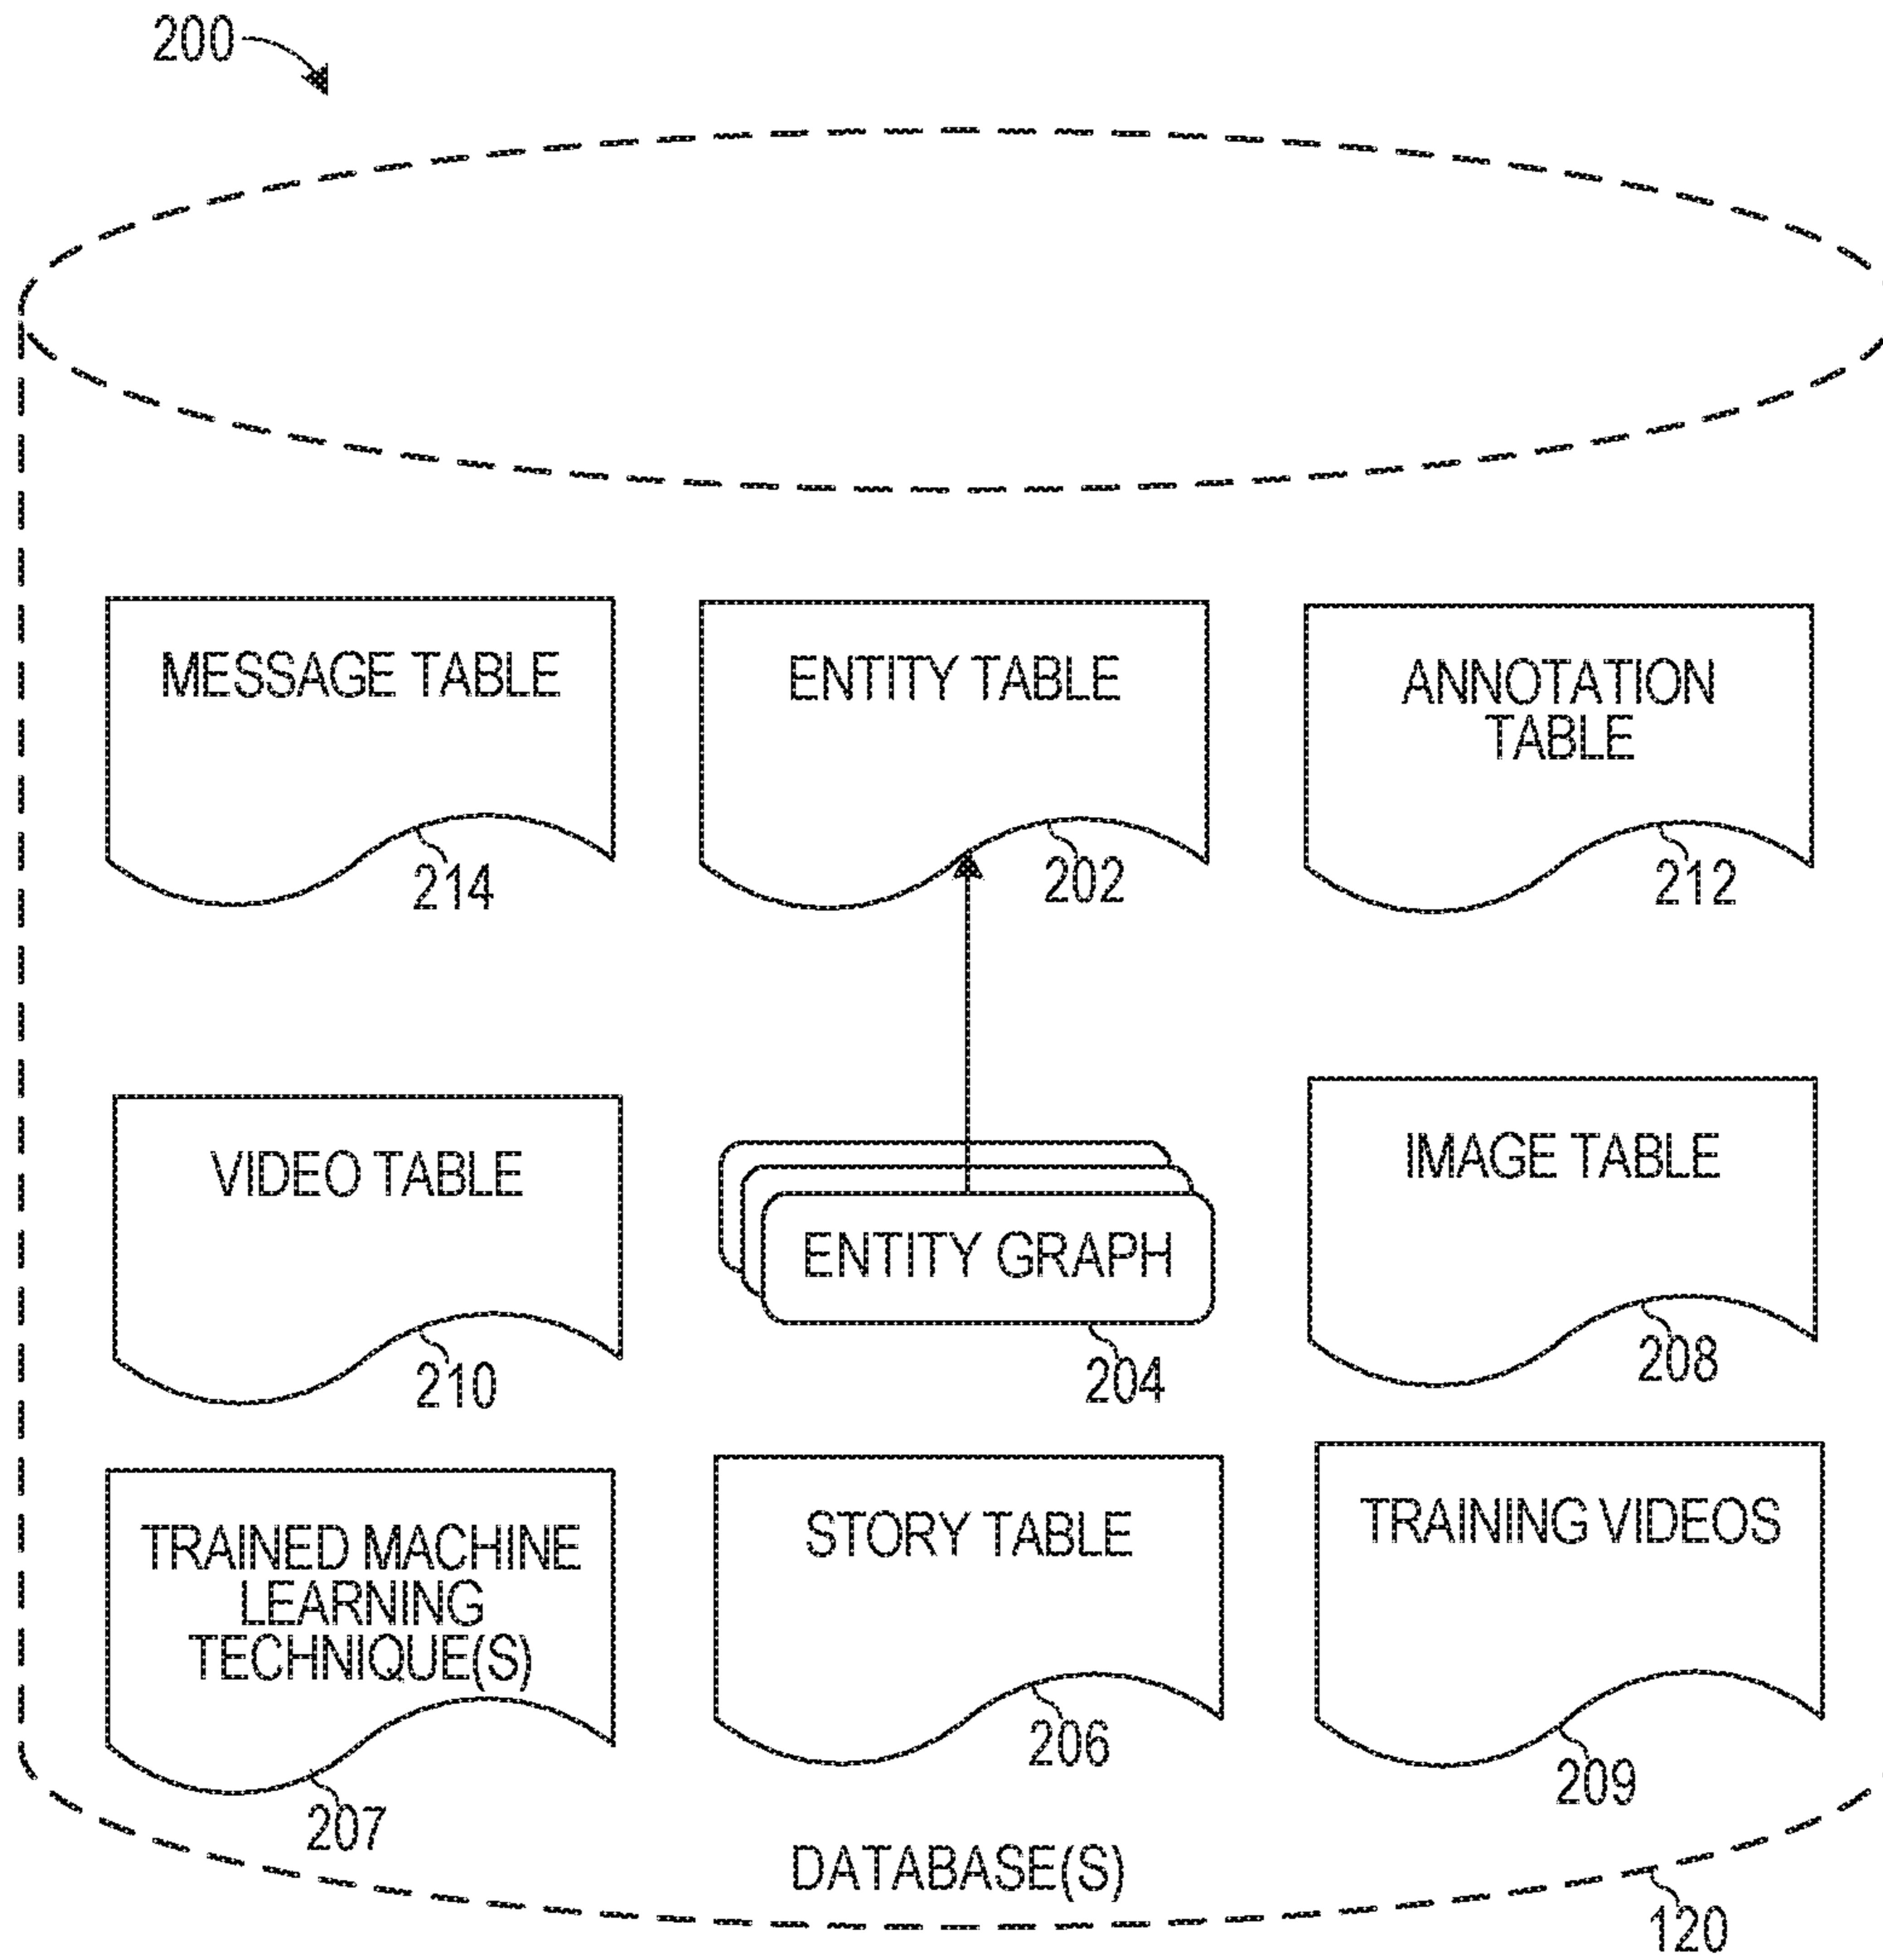 200
MESSAGE TABLE
ENTITY TABLE
ANNOTATION
TABLE
214
202
212
VIDEO TABLE
ENTITY GRAPH
IMAGE TABLE
210
204
208
TRAINED MACHINE
LEARNING
TECHNIQUE(S)
STORY TABLE
TRAINING VIDEOS
207
206
209
DATABASE(S)
120